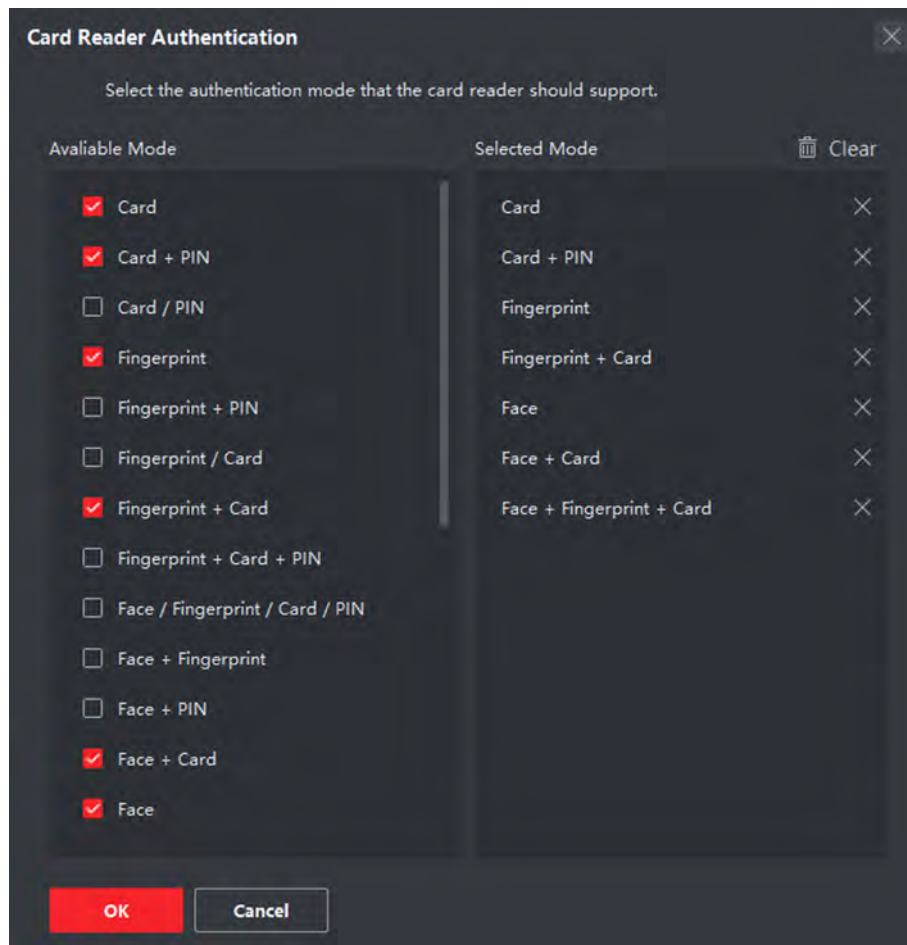 Card Reader Authentication
Select the authentication mode that the card reader should support.
Avaliable Mode
Card
Card + PIN
Card / PIN
Fingerprint
Fingerprint + PIN
Fingerprint / Card
Fingerprint + Card
Fingerprint + Card + PIN
Face / Fingerprint / Card / PIN
Face + Fingerprint
Face + PIN
Face + Card
Face
Selected Mode
Clear
Card
Card + PIN
Fingerprint
Fingerprint + Card
Face
Face + Card
Face + Fingerprint + Card
OK
Cancel